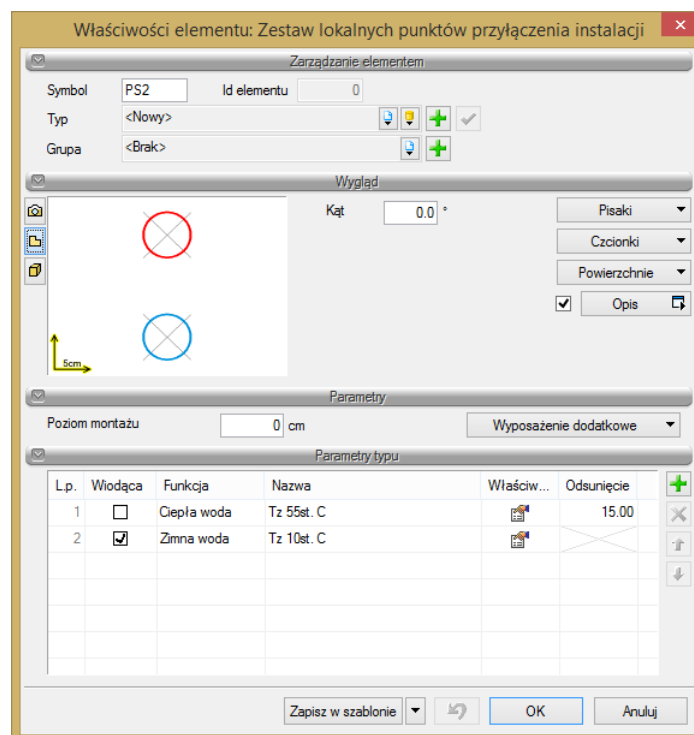 Właściwości elementu: Zestaw lokalnych punktów przyłączenia instalacji
Zarządzanie elementem
Symbol PS2 Id elementu 0
Typ <Nowy>
Grupa <Brak>
Wygląd
Kąt 0.0 ° Pisaki
Czcionki
Powierzchnie
Opis
5cm
Parametry
Poziom montażu 0 cm Wyposażenie dodatkowe
Parametry typu
L.p. Wiodąca Funkcja Nazwa Właściw... Odsunięcie
1 Ciepła woda Tz 55st. C 15.00
2 Zimna woda Tz 10st. C
Zapisz w szablonie OK Anuluj